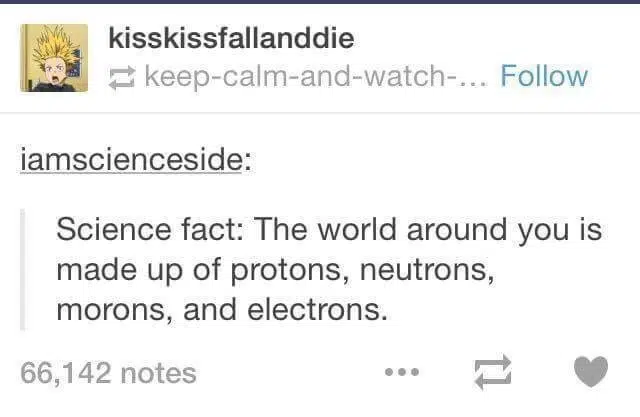 kisskissfallanddie
keep-calm-and-watch-... Follow
iamscienceside:
Science fact: The world around you is
made up of protons, neutrons,
morons, and electrons.
66,142 notes